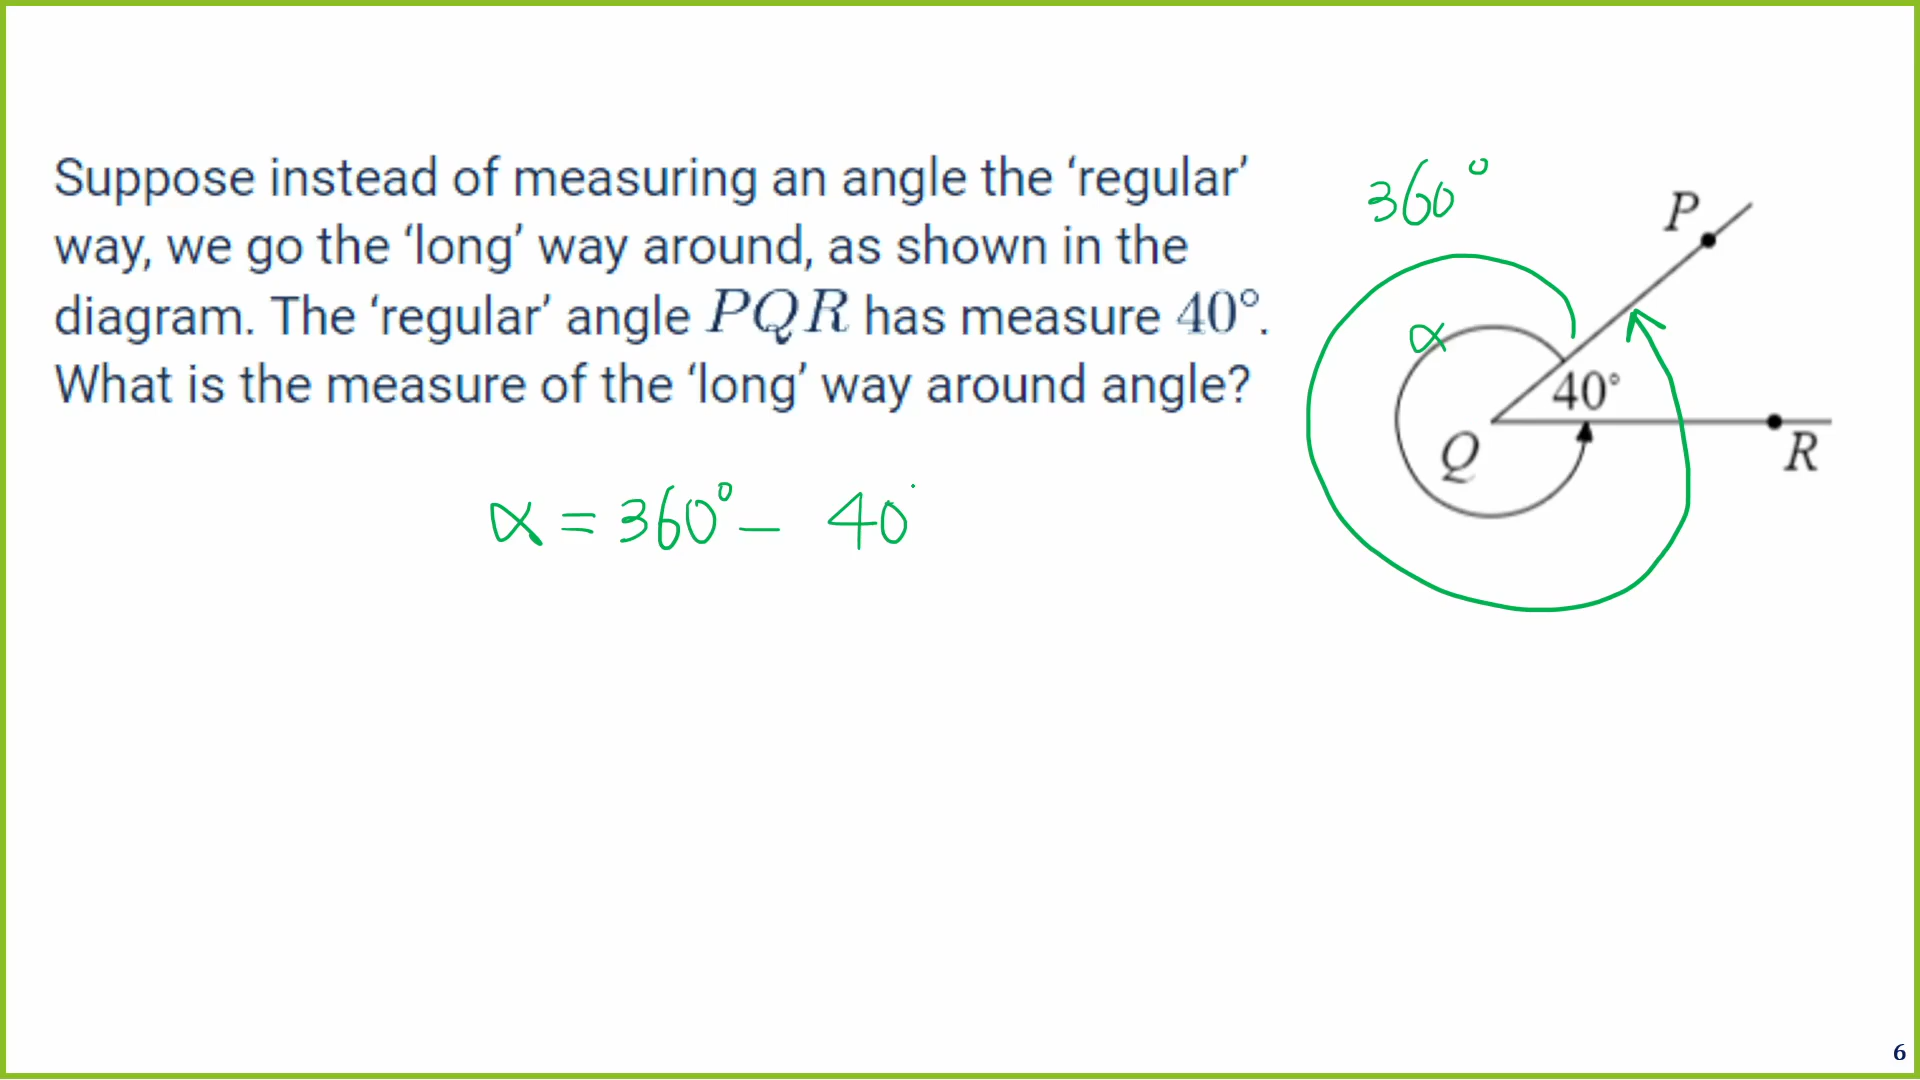 Suppose instead of measuring an angle the ‘regular’
way, we go the ‘long’ way around, as shown in the
diagram. The ‘regular’ angle PQR has measure 40°.
What is the measure of the ‘long’ way around angle?
360°
P
α
40°
Q
R
α = 360° – 40
6